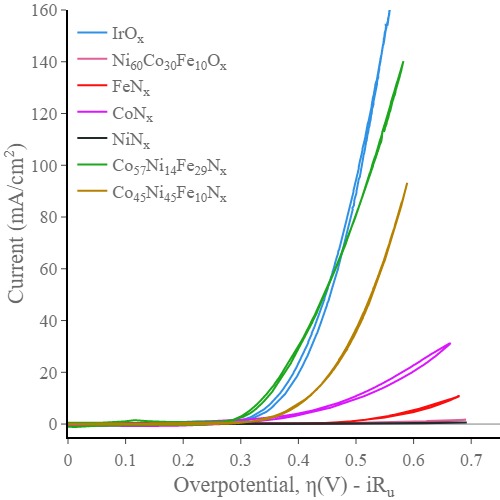 160
140
120
100
80
60
40
20
0
Current (mA/cm²)
IrOₓ
Ni₆₀Co₃₀Fe₁₀Oₓ
FeNₓ
CoNₓ
NiNₓ
Co₅₇Ni₁₄Fe₂₉Nₓ
Co₄₅Ni₄₅Fe₁₀Nₓ
0 0.1 0.2 0.3 0.4 0.5 0.6 0.7
Overpotential, η(V) - iRᵤ